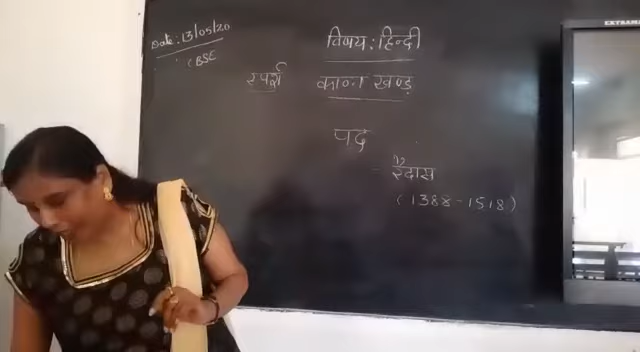 Date: 13/05/20
CBSE
विषय: हिन्दी
स्पर्श काव्य खण्ड
पद
रैदास
(1388-1518)